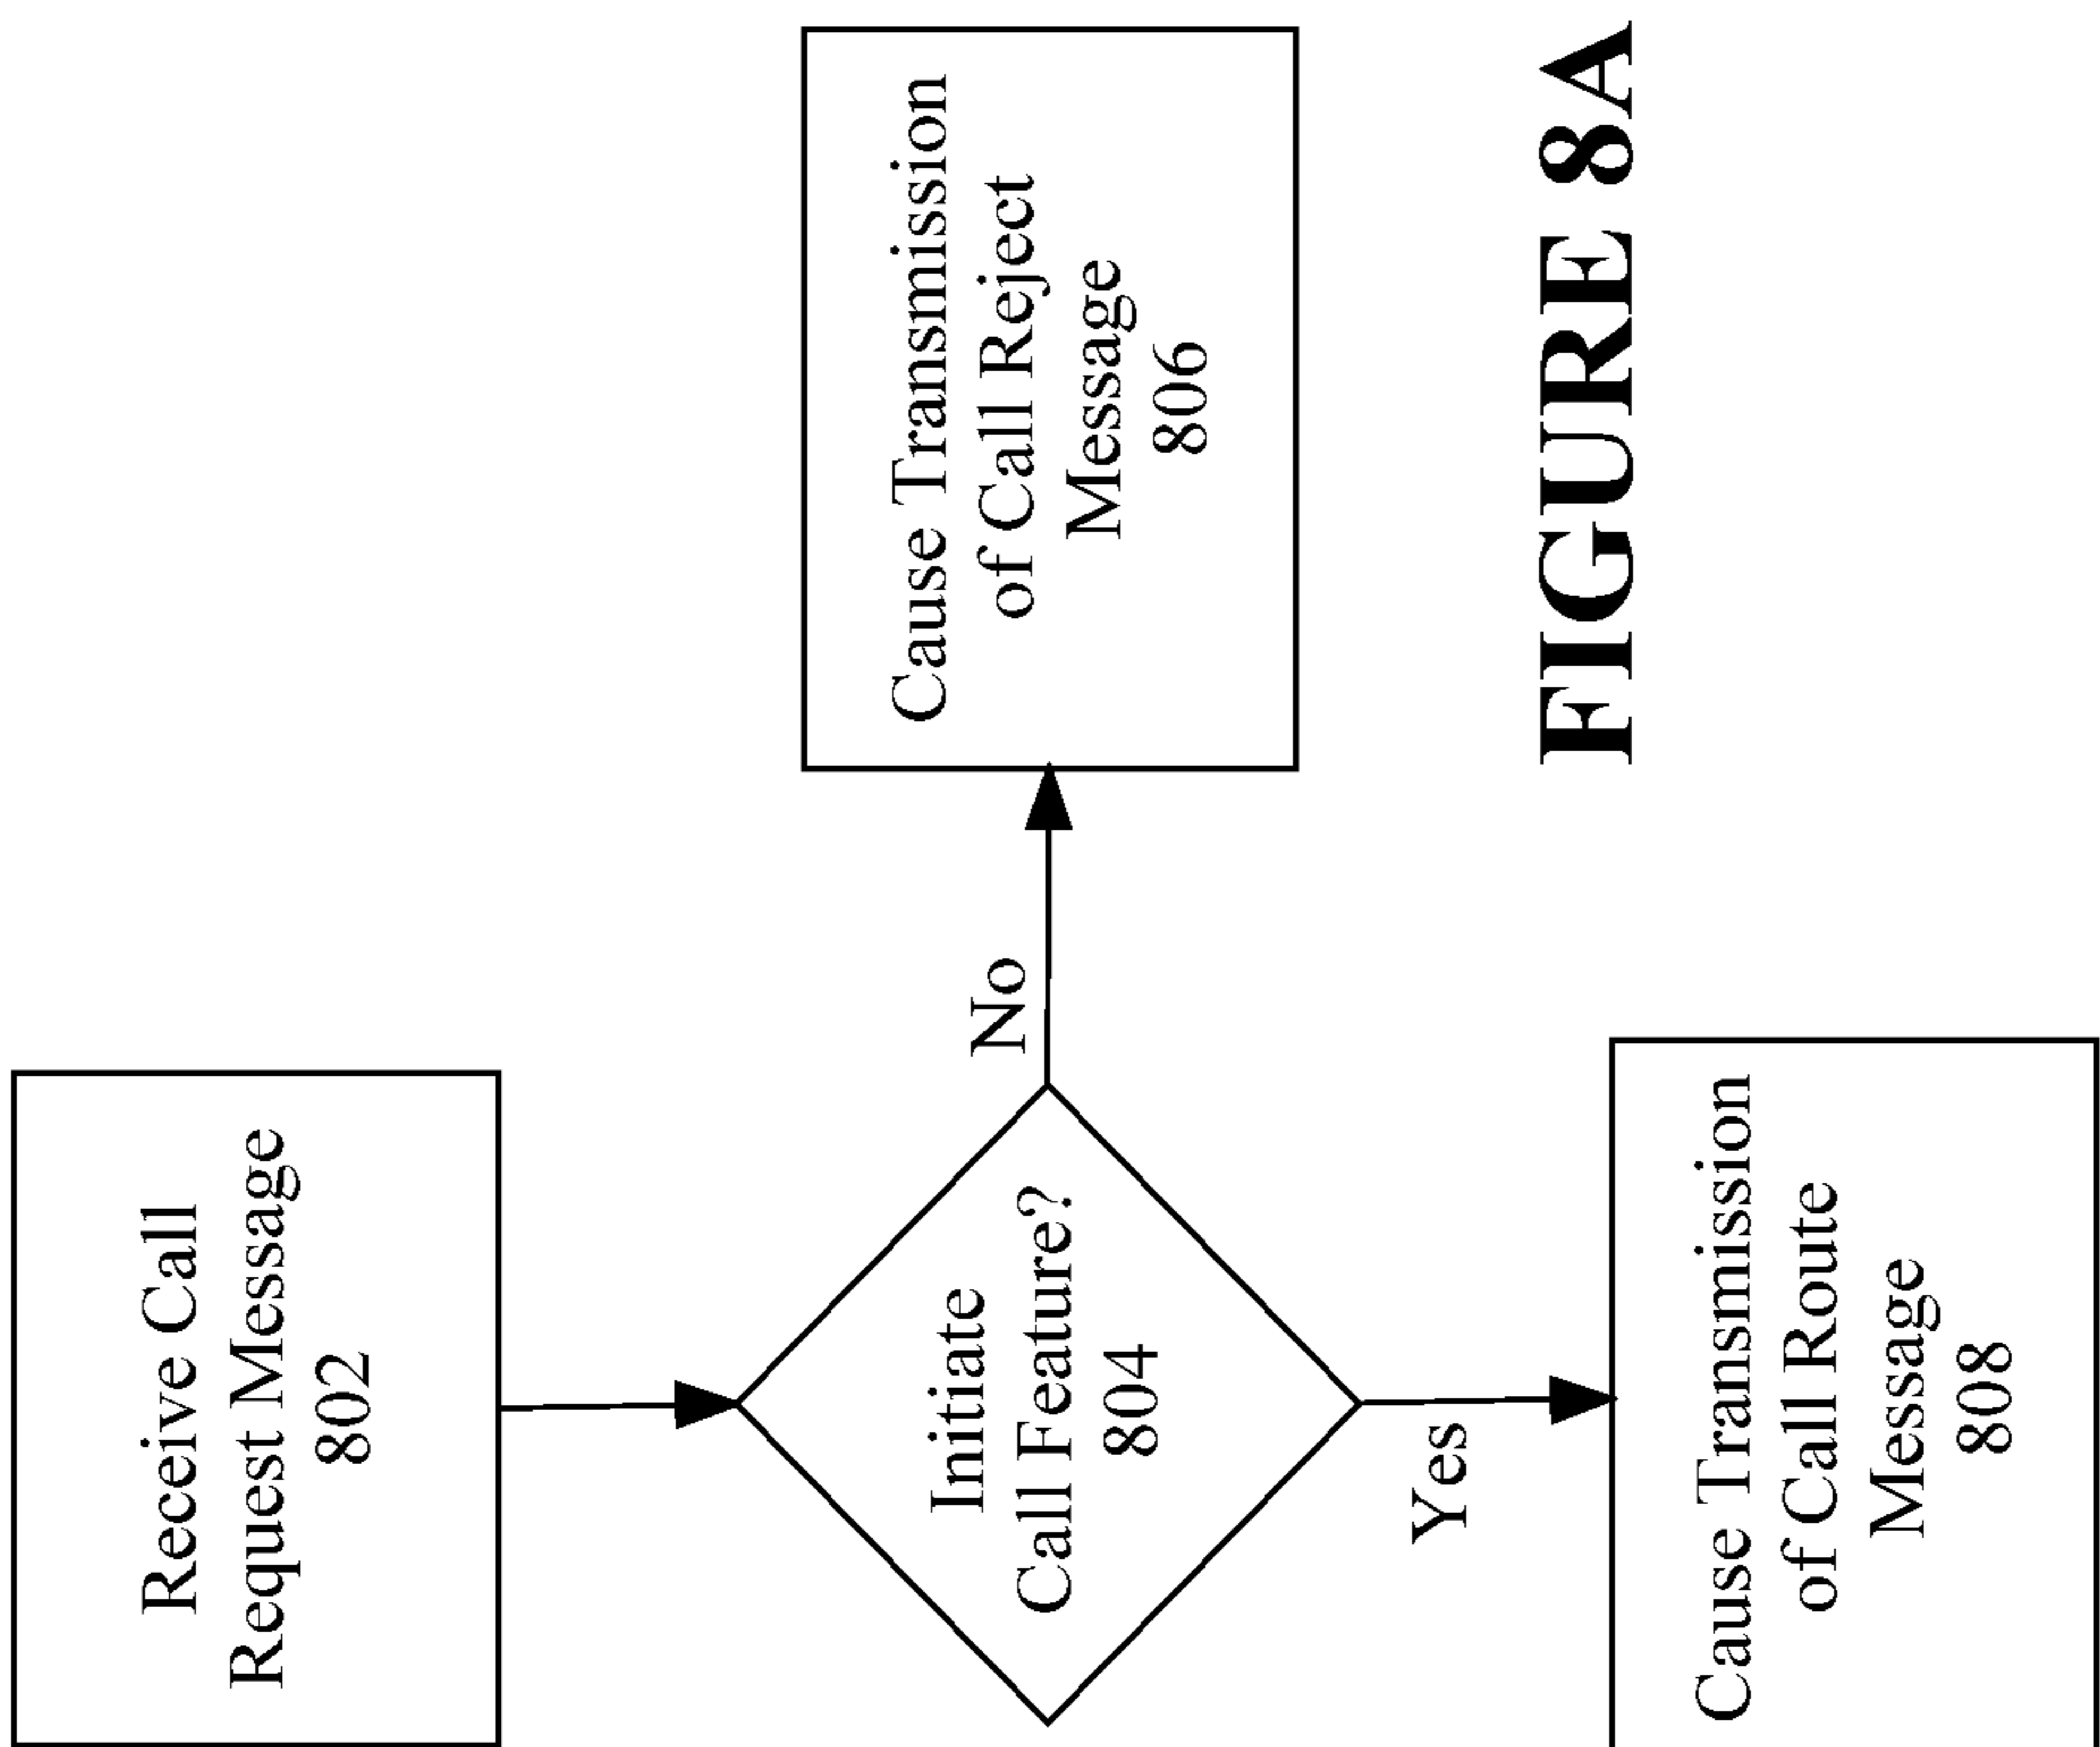 Receive Call
Request Message
802
Initiate
Call Feature?
804
No
Cause Transmission
of Call Reject
Message
806
Yes
Cause Transmission
of Call Route
Message
808
FIGURE 8A